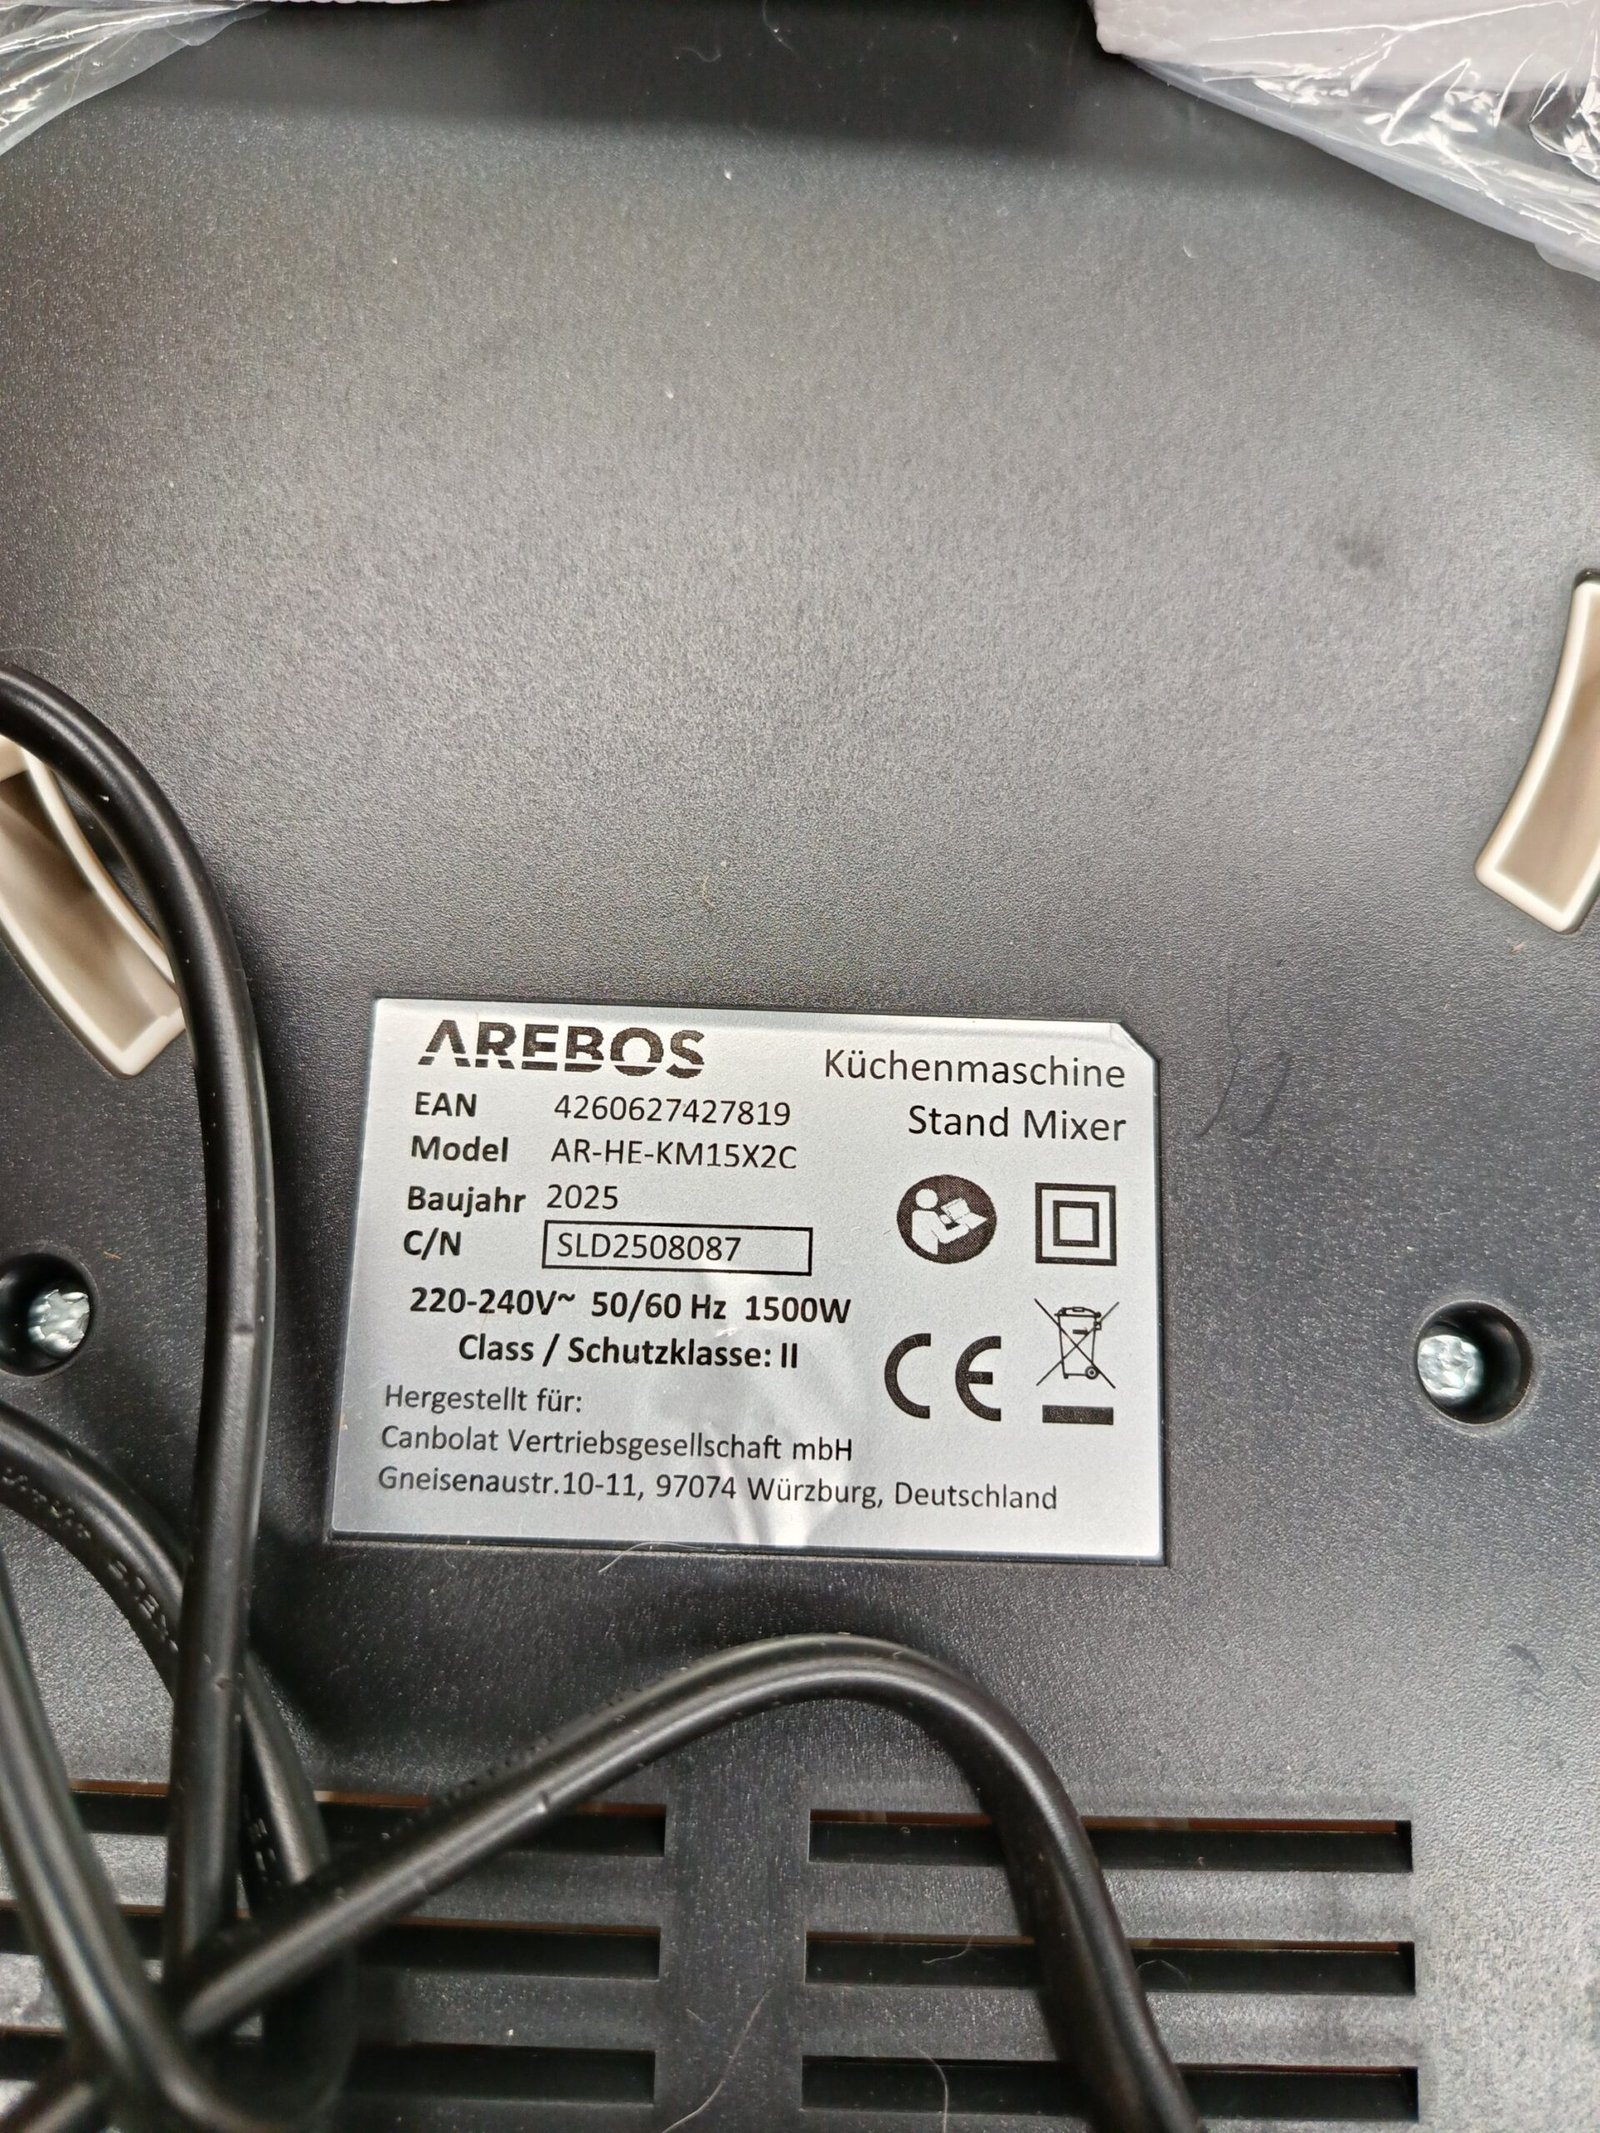 AREBOS
Küchenmaschine
Stand Mixer
EAN 4260627427819
Model AR-HE-KM15X2C
Baujahr 2025
C/N SLD2508087
220-240V~ 50/60 Hz 1500W
Class / Schutzklasse: II
CE
Hergestellt für:
Canbolat Vertriebsgesellschaft mbH
Gneisenaustr.10-11, 97074 Würzburg, Deutschland